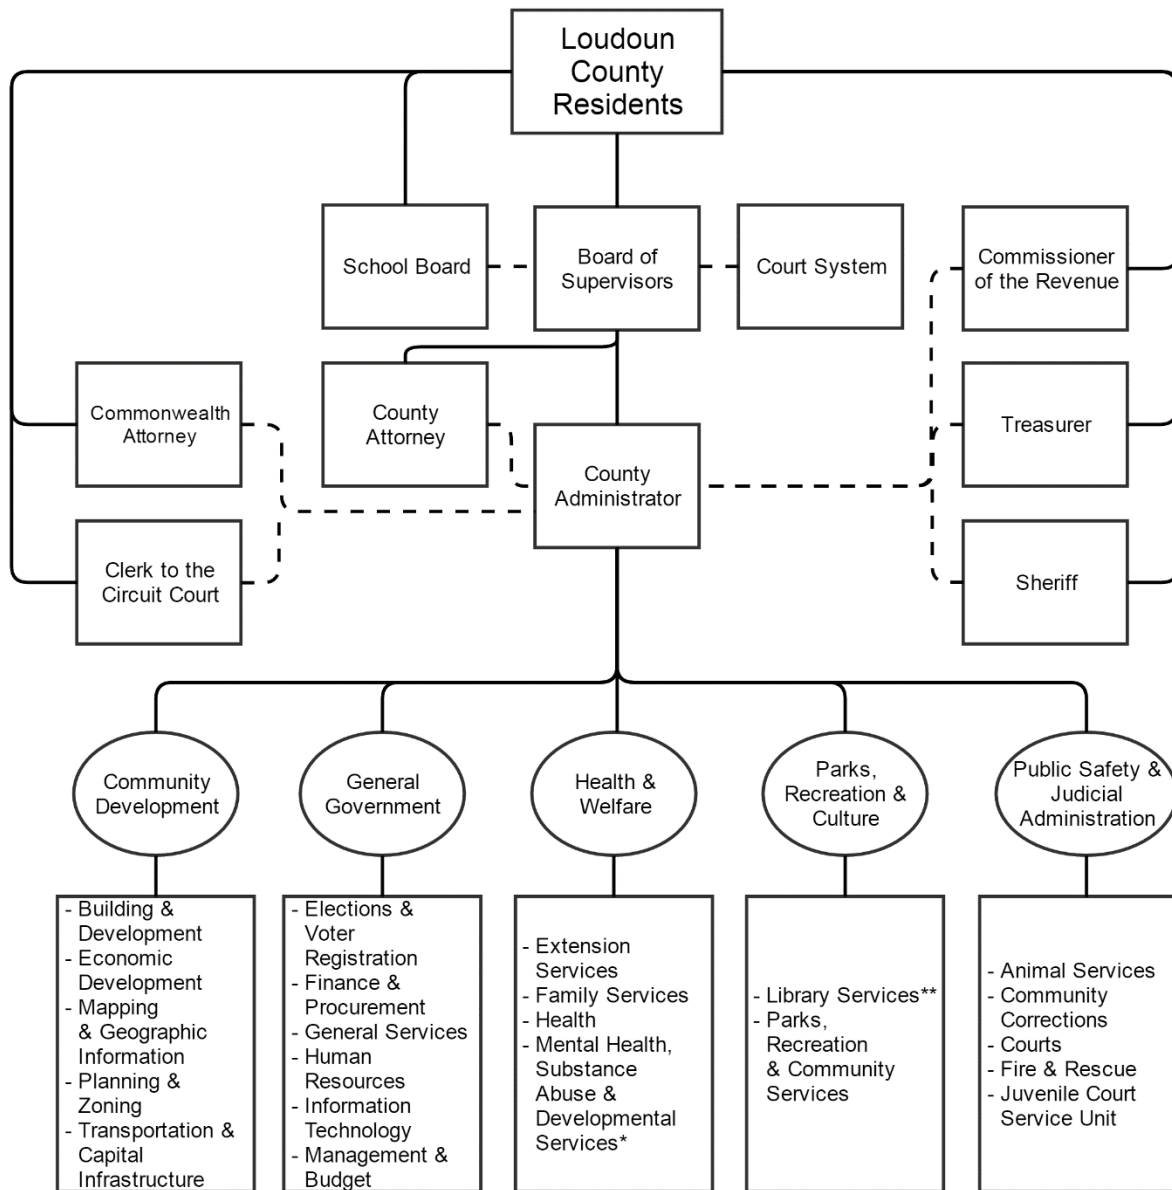 Loudoun
County
Residents
School Board
Board of
Supervisors
Court System
Commissioner
of the Revenue
Commonwealth
Attorney
County
Attorney
County
Administrator
Treasurer
Clerk to the
Circuit Court
Sheriff
Community
Development
General
Government
Health &
Welfare
Parks,
Recreation &
Culture
Public Safety &
Judicial
Administration
- Building &
Development
- Economic
Development
- Mapping
& Geographic
Information
- Planning &
Zoning
- Transportation &
Capital
Infrastructure
- Elections &
Voter
Registration
- Finance &
Procurement
- General Services
- Human
Resources
- Information
Technology
- Management &
Budget
- Extension
Services
- Family Services
- Health
- Mental Health,
Substance
Abuse &
Developmental
Services*
- Library Services**
- Parks,
Recreation
& Community
Services
- Animal Services
- Community
Corrections
- Courts
- Fire & Rescue
- Juvenile Court
Service Unit